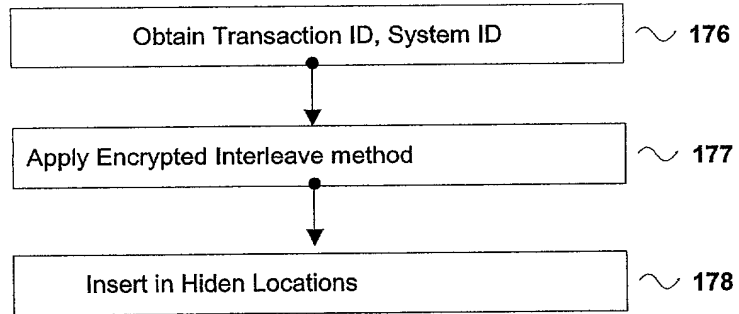 Obtain Transaction ID, System ID 176
Apply Encrypted Interleave method 177
Insert in Hiden Locations 178